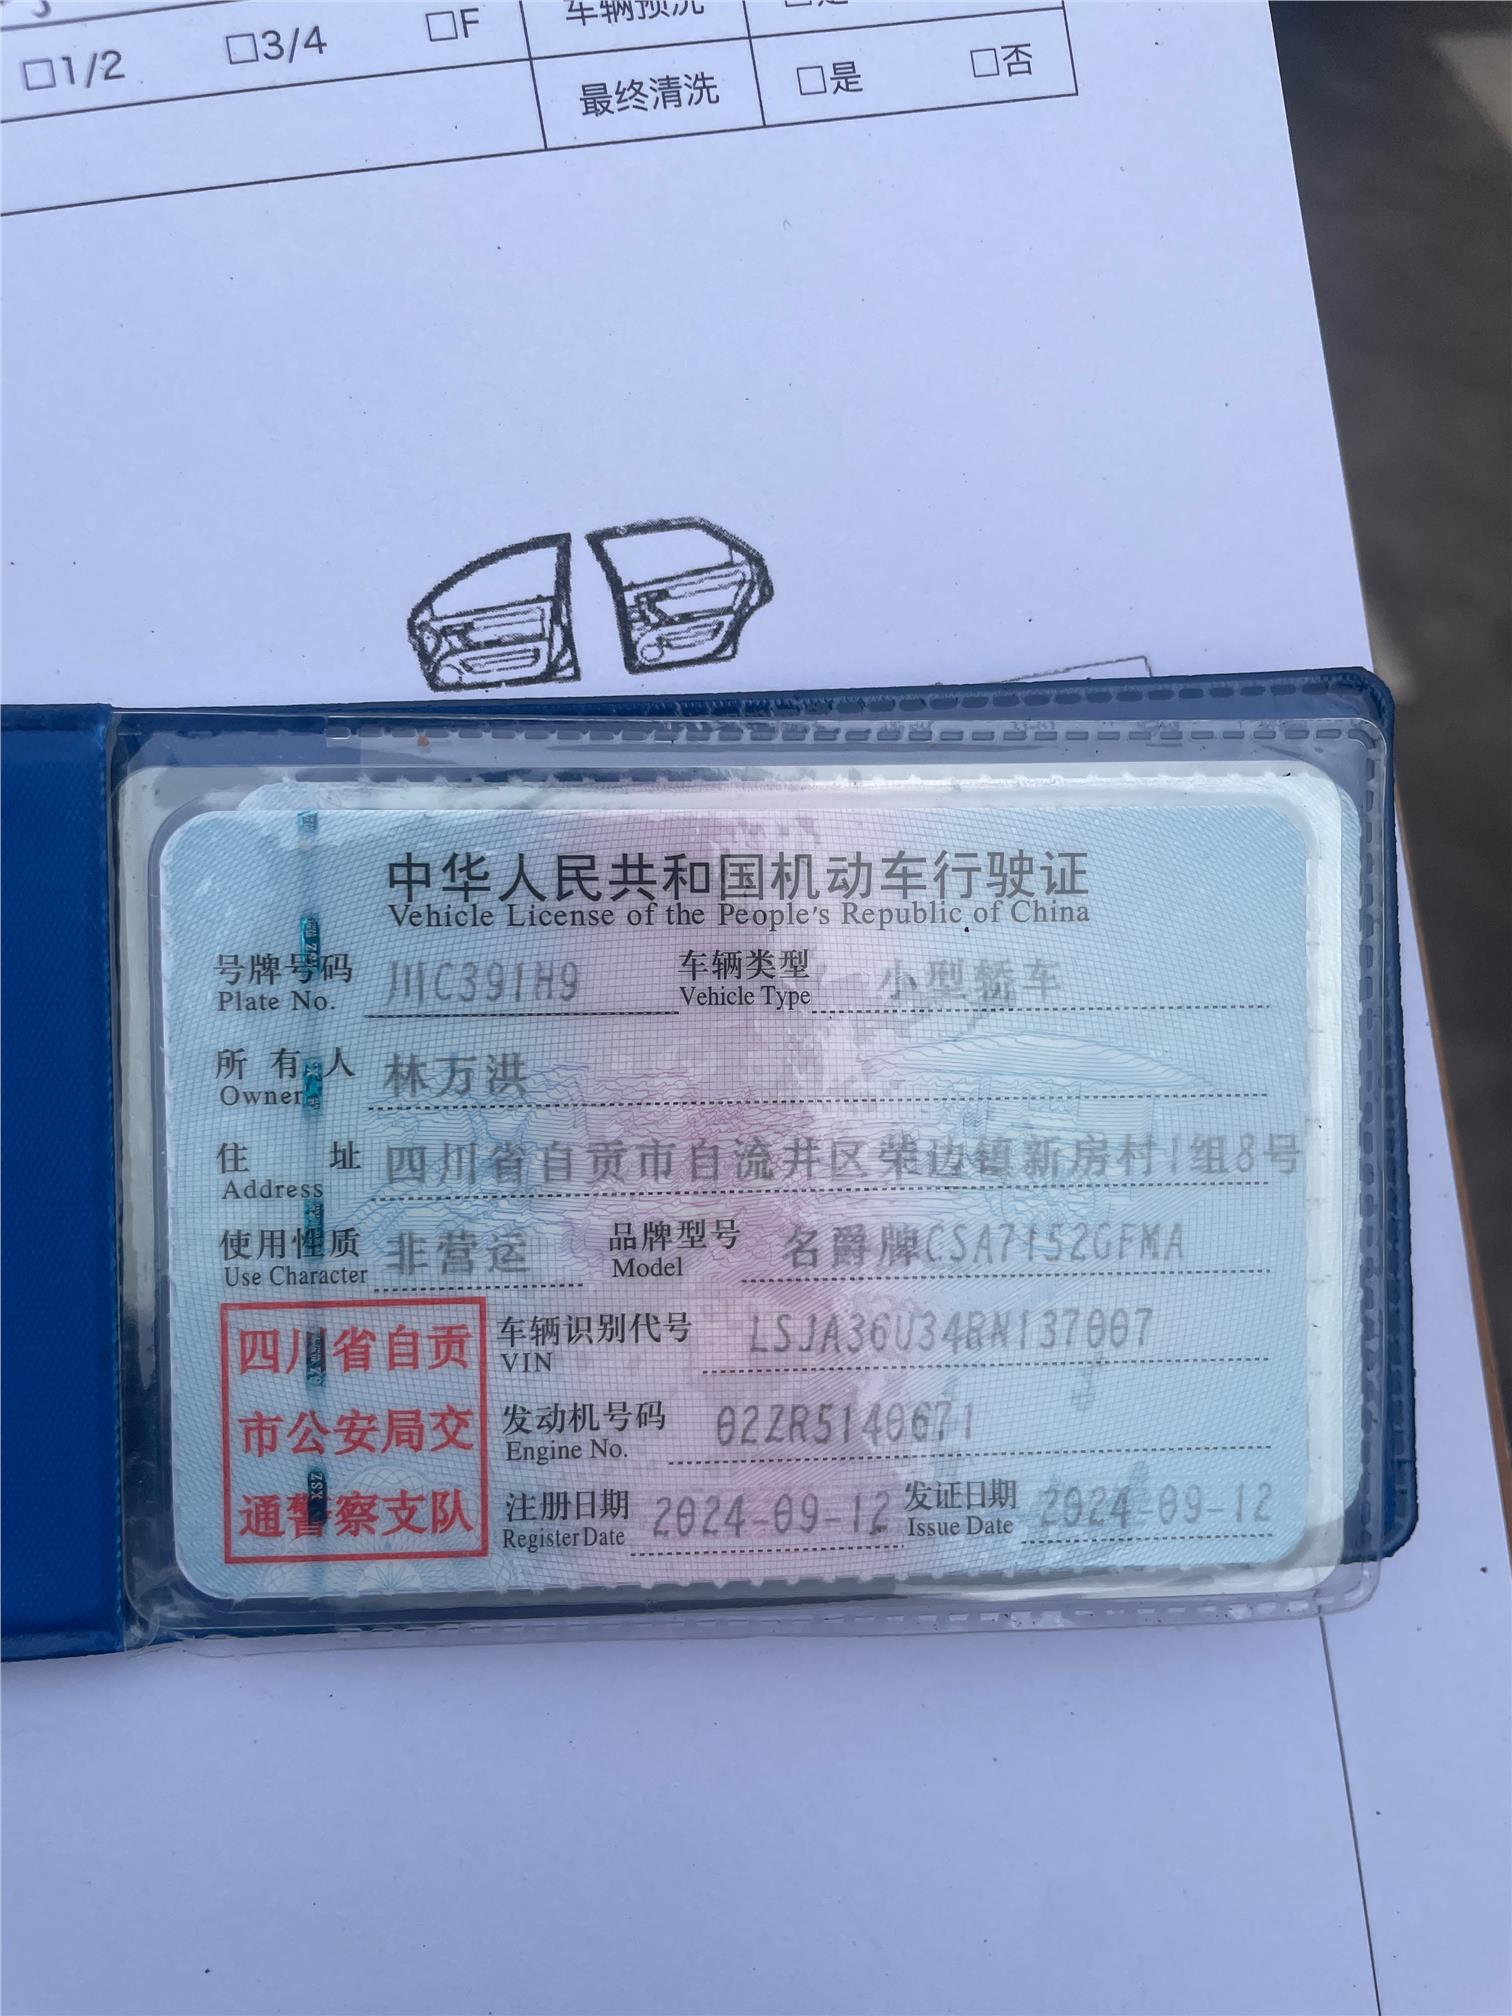 □1/2 □3/4 □F 车辆预洗
最终清洗 □是 □否
中华人民共和国机动车行驶证
Vehicle License of the People's Republic of China
号牌号码 川C391H9 车辆类型 小型轿车
Plate No. Vehicle Type
所有人 林万洪
Owner
住址 四川省自贡市自流井区荣边镇新房村1组8号
Address
使用性质 非营运 品牌型号 名爵牌CSA7152GFMA
Use Character Model
四川省自贡
市公安局交
通警察支队
车辆识别代号 LSJA36U34RN137007
VIN
发动机号码 02ZR5140671
Engine No.
注册日期 2024-09-12 发证日期 2024-09-12
Register Date Issue Date